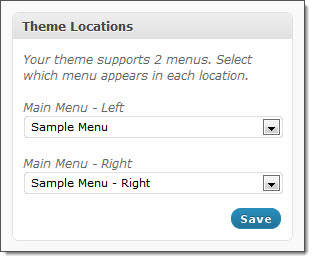 Theme Locations
Your theme supports 2 menus. Select
which menu appears in each location.
Main Menu - Left
Sample Menu
Main Menu - Right
Sample Menu - Right
Save